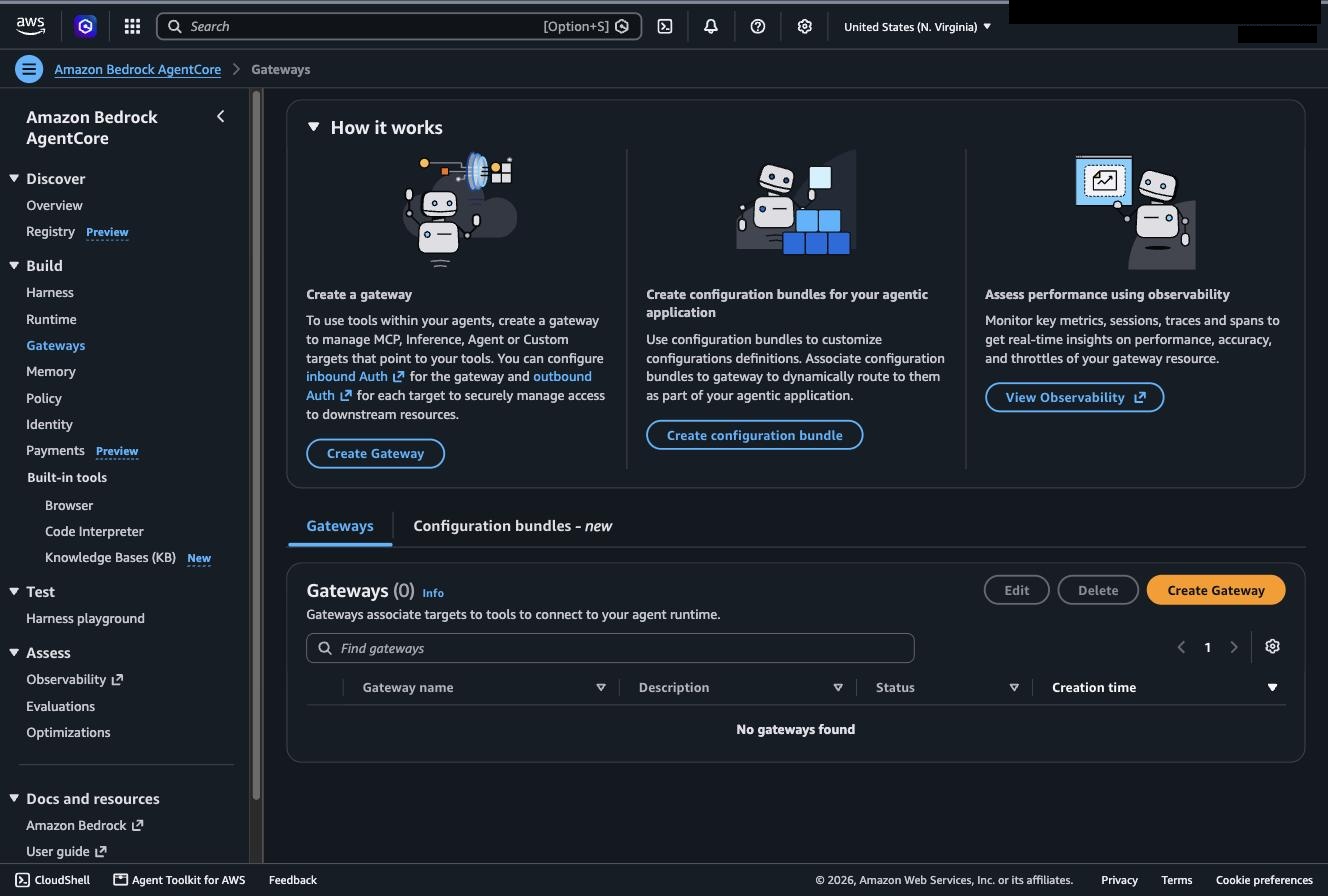 aws
Search [Option+S]
United States (N. Virginia)
Amazon Bedrock AgentCore
Gateways
Amazon Bedrock
AgentCore
Discover
Overview
Registry Preview
Build
Harness
Runtime
Gateways
Memory
Policy
Identity
Payments Preview
Built-in tools
Browser
Code Interpreter
Knowledge Bases (KB) New
Test
Harness playground
Assess
Observability
Evaluations
Optimizations
Docs and resources
Amazon Bedrock
User guide
How it works
Create a gateway
To use tools within your agents, create a gateway
to manage MCP, Inference, Agent or Custom
targets that point to your tools. You can configure
inbound Auth for the gateway and outbound
Auth for each target to securely manage access
to downstream resources.
Create Gateway
Create configuration bundles for your agentic
application
Use configuration bundles to customize
configurations definitions. Associate configuration
bundles to gateway to dynamically route to them
as part of your agentic application.
Create configuration bundle
Assess performance using observability
Monitor key metrics, sessions, traces and spans to
get real-time insights on performance, accuracy,
and throttles of your gateway resource.
View Observability
Gateways
Configuration bundles - new
Gateways (0) Info
Edit
Delete
Create Gateway
Gateways associate targets to tools to connect to your agent runtime.
Find gateways
1
Gateway name
Description
Status
Creation time
No gateways found
CloudShell
Agent Toolkit for AWS
Feedback
© 2026, Amazon Web Services, Inc. or its affiliates.
Privacy
Terms
Cookie preferences